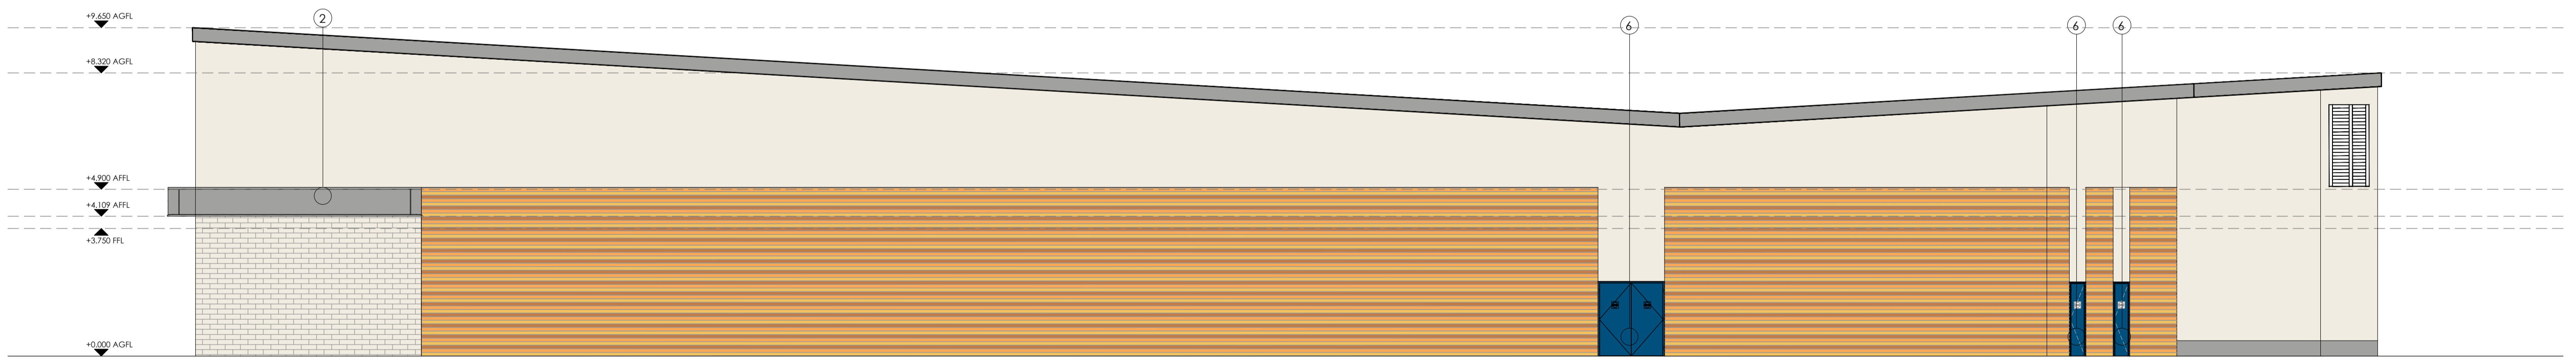 +9.650 AGFL
2
6
6
6
+8.320 AGFL
+4.900 AFFL
+4.109 AFFL
+3.750 FFL
+0.000 AGFL